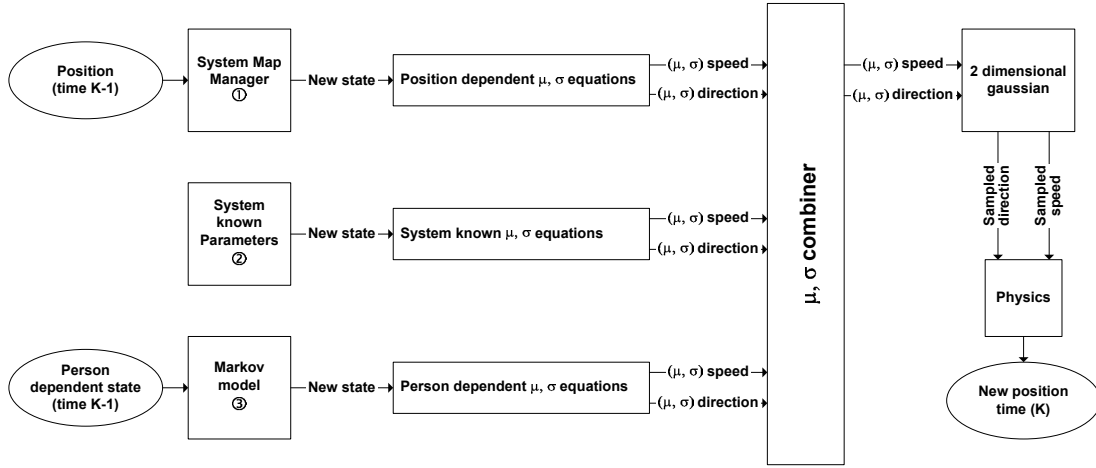 Position
(time K-1)
System Map
Manager
①
New state
Position dependent μ, σ equations
(μ, σ) speed
(μ, σ) direction
System
known
Parameters
②
New state
System known μ, σ equations
(μ, σ) speed
(μ, σ) direction
Person
dependent state
(time K-1)
Markov
model
③
New state
Person dependent μ, σ equations
(μ, σ) speed
(μ, σ) direction
μ, σ combiner
(μ, σ) speed
(μ, σ) direction
2 dimensional
gaussian
Sampled
direction
Sampled
speed
Physics
New position
time (K)